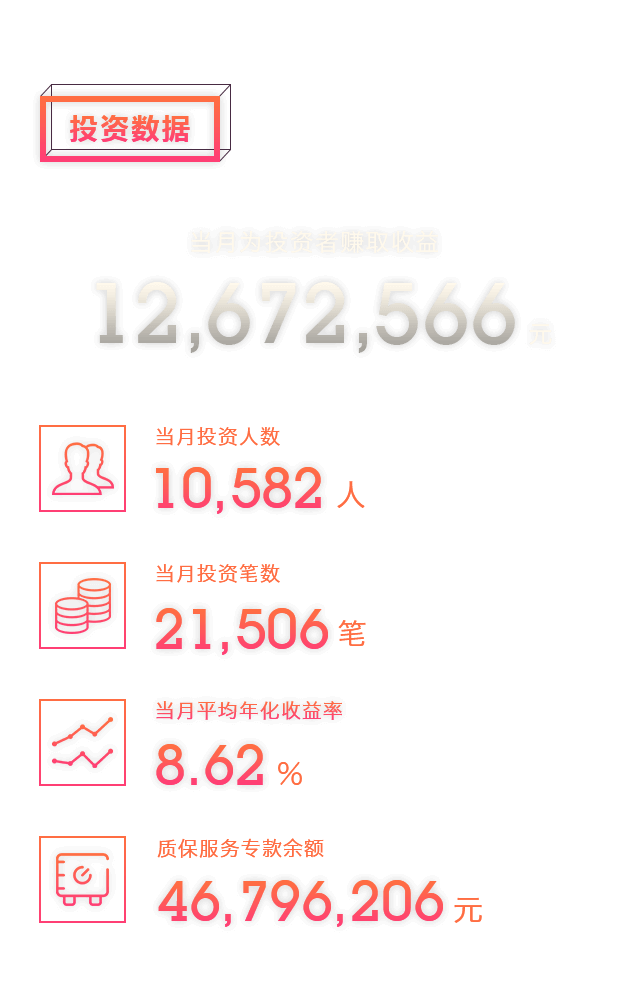 投资数据
当月为投资者赚取收益
12,672,566 元
当月投资人数
10,582 人
当月投资笔数
21,506 笔
当月平均年化收益率
8.62 %
质保服务专款余额
46,796,206 元